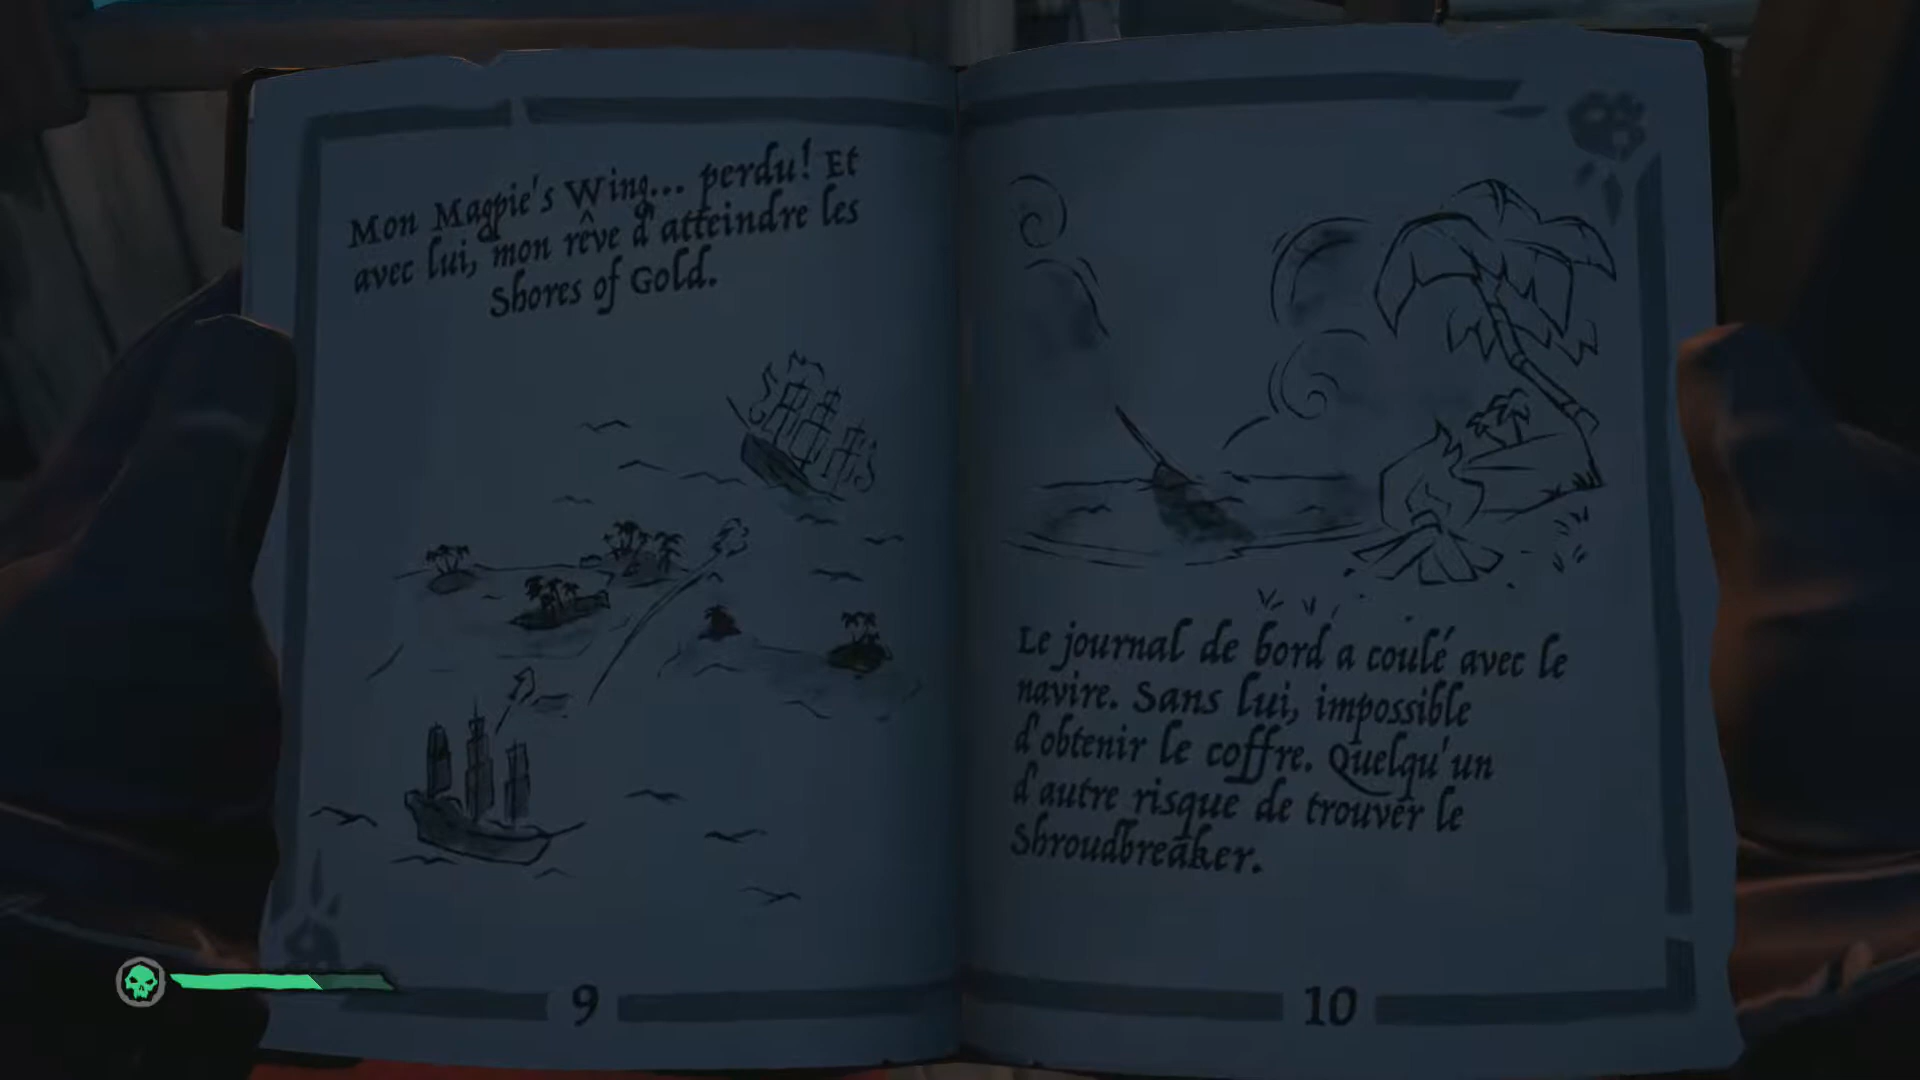 Mon Magpie's Wing... perdu! Et
avec lui, mon rêve d'atteindre les
Shores of Gold.
9
Le journal de bord a coulé avec le
navire. Sans lui, impossible
d'obtenir le coffre. Quelqu'un
d'autre risque de trouver le
Shroudbreaker.
10